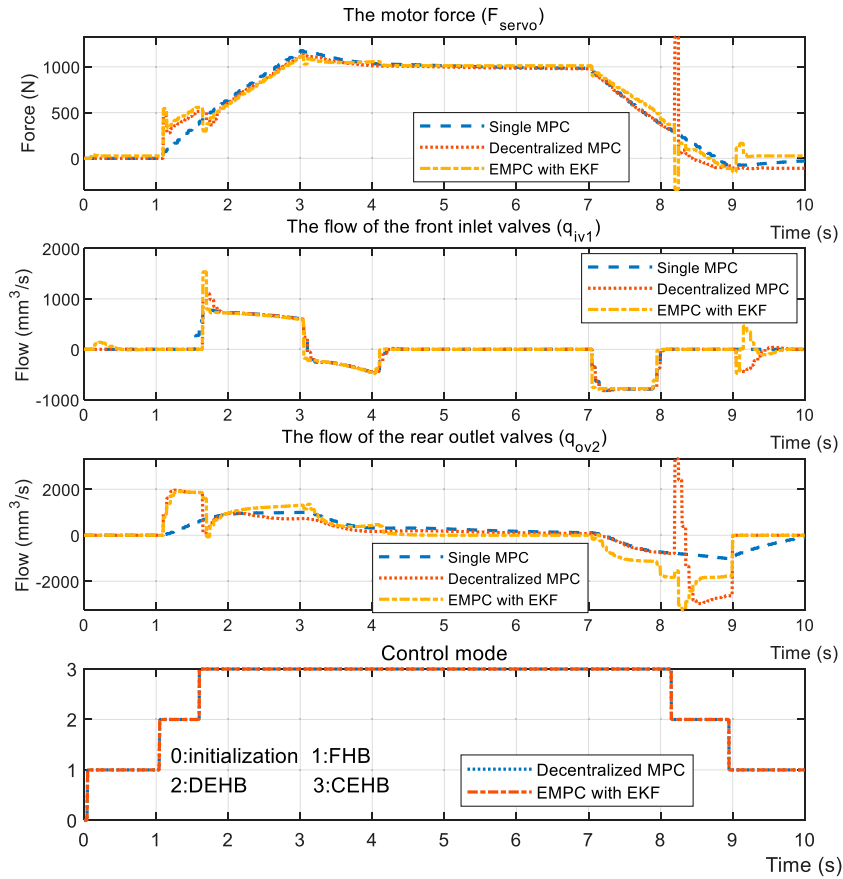 The motor force (F_servo)
Force (N)
1000
500
0
Single MPC
Decentralized MPC
EMPC with EKF
0 1 2 3 4 5 6 7 8 9 10
Time (s)
The flow of the front inlet valves (q_iv1)
Flow (mm³/s)
2000
1000
0
-1000
Single MPC
Decentralized MPC
EMPC with EKF
0 1 2 3 4 5 6 7 8 9 10
Time (s)
The flow of the rear outlet valves (q_ov2)
Flow (mm³/s)
2000
0
-2000
Single MPC
Decentralized MPC
EMPC with EKF
0 1 2 3 4 5 6 7 8 9 10
Time (s)
Control mode
3
2
1
0
0:initialization 1:FHB
2:DEHB 3:CEHB
Decentralized MPC
EMPC with EKF
0 1 2 3 4 5 6 7 8 9 10
Time (s)